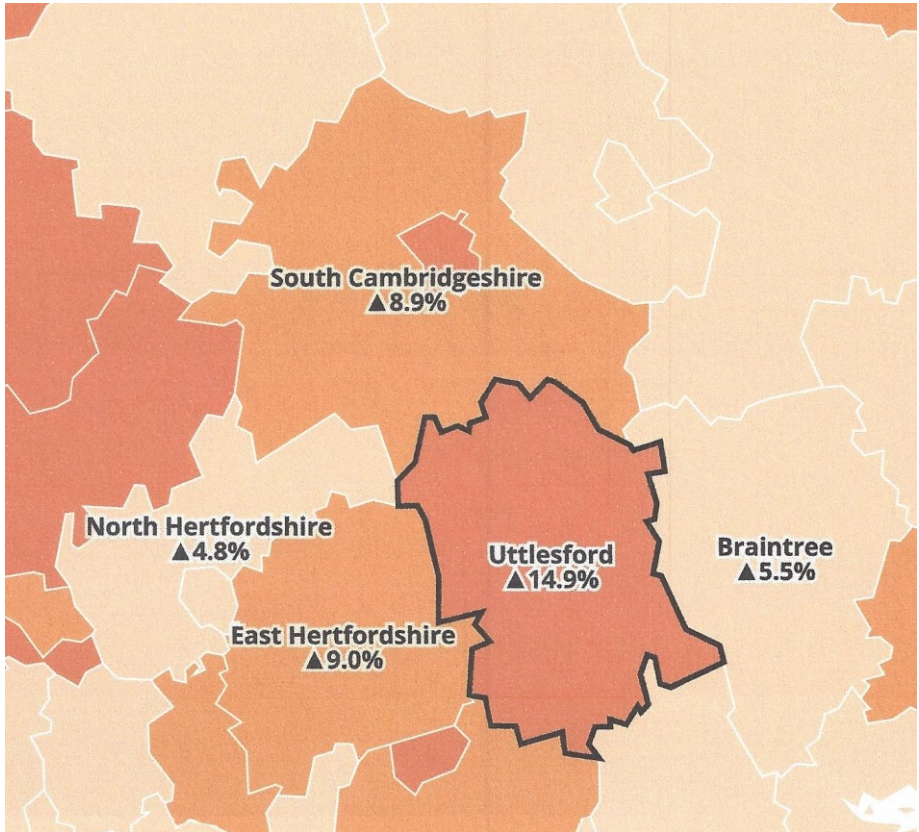 South Cambridgeshire
▲8.9%
North Hertfordshire
▲4.8%
Uttlesford
▲14.9%
Braintree
▲5.5%
East Hertfordshire
▲9.0%